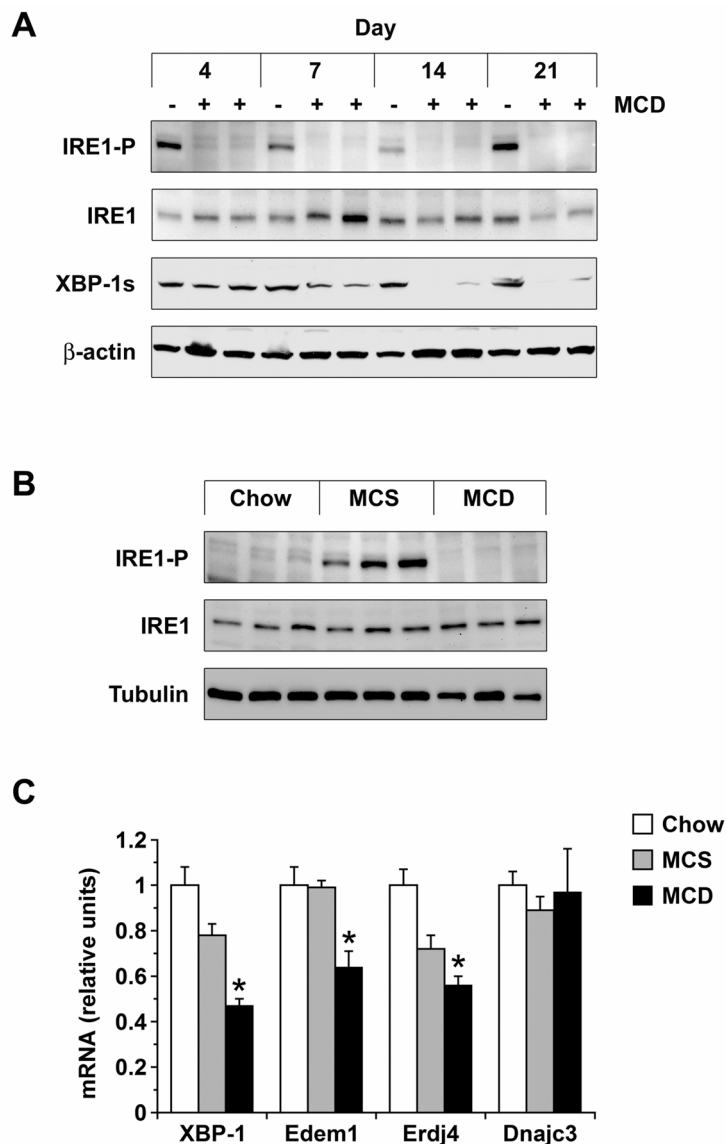 A
Day
4 7 14 21
- + + - + + - + + - + + MCD
IRE1-P
IRE1
XBP-1s
β-actin
B
Chow MCS MCD
IRE1-P
IRE1
Tubulin
C
Chow
MCS
MCD
mRNA (relative units)
1.2
1
0.8
0.6
0.4
0.2
0
* * *
XBP-1 Edem1 Erdj4 Dnajc3